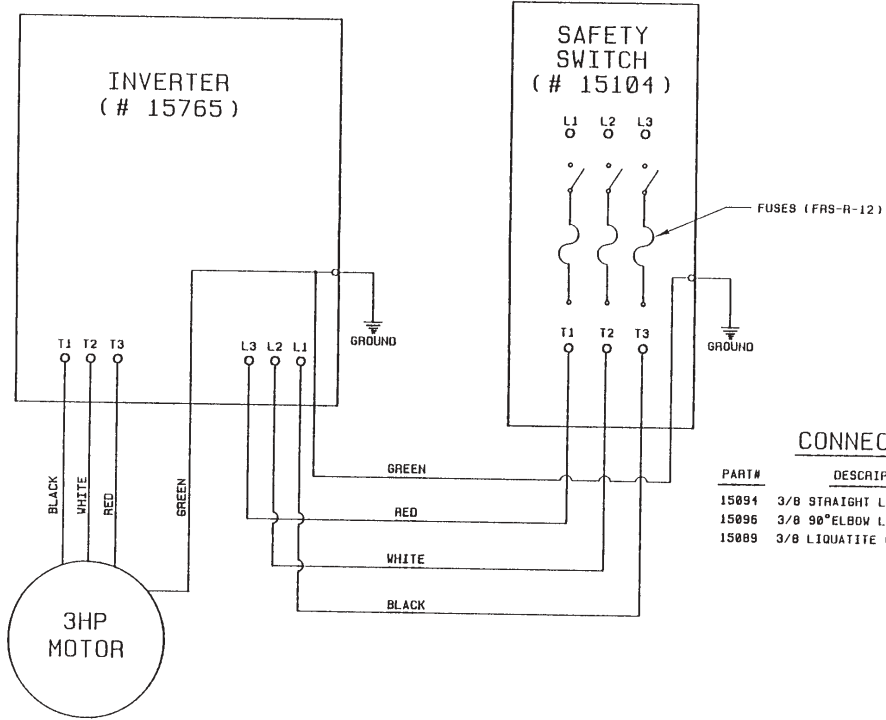 INVERTER
(# 15765)
SAFETY
SWITCH
(# 15104)
L1 L2 L3
FUSES (FRS-R-12)
GROUND
GROUND
T1 T2 T3
L3 L2 L1
T1 T2 T3
BLACK
WHITE
RED
GREEN
GREEN
RED
WHITE
BLACK
3HP
MOTOR
CONNEC
PART# DESCRIP
15094 3/8 STRAIGHT L
15096 3/8 90°ELBOW L
15089 3/8 LIQUATITE